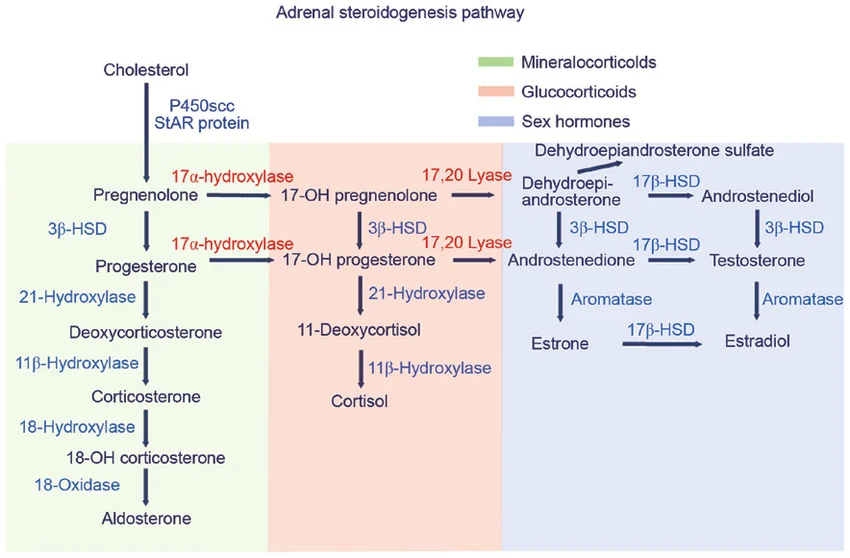 Adrenal steroidogenesis pathway
Cholesterol
P450scc
StAR protein
Mineralocorticolds
Glucocorticoids
Sex hormones
Dehydroepiandrosterone sulfate
17α-hydroxylase
17,20 Lyase
Dehydroepi-
androsterone
17β-HSD
Pregnenolone
17-OH pregnenolone
Androstenediol
3β-HSD
3β-HSD
3β-HSD
3β-HSD
17α-hydroxylase
17,20 Lyase
17β-HSD
Progesterone
17-OH progesterone
Androstenedione
Testosterone
21-Hydroxylase
21-Hydroxylase
Aromatase
Aromatase
Deoxycorticosterone
11-Deoxycortisol
Estrone
17β-HSD
Estradiol
11β-Hydroxylase
11β-Hydroxylase
Corticosterone
Cortisol
18-Hydroxylase
18-OH corticosterone
18-Oxidase
Aldosterone